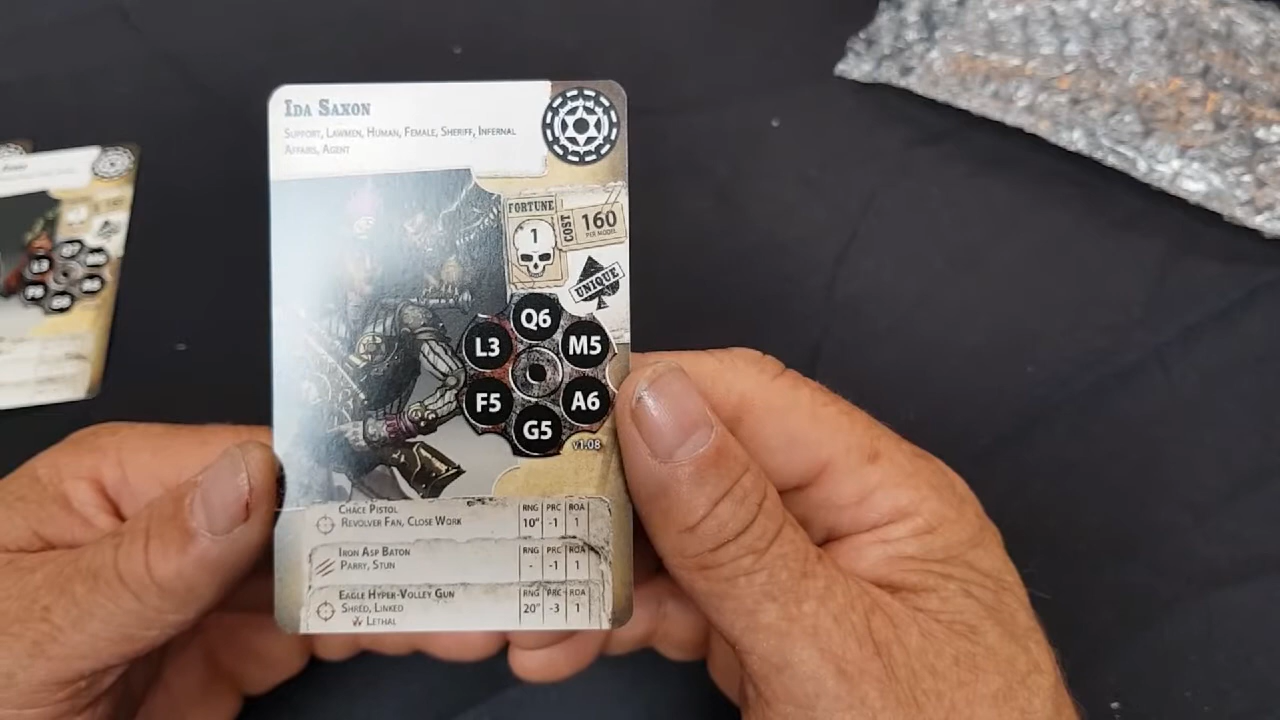 Ida Saxon
Support, Lawmen, Human, Female, Sheriff, Infernal
Affairs, Agent
FORTUNE
1
COST
160
PER MODEL
UNIQUE
Q6
L3
M5
F5
A6
G5
v1.08
Chace Pistol
Revolver Fan, Close Work
RNG PRC ROA
10" -1 1
Iron Asp Baton
Parry, Stun
RNG PRC ROA
- -1 1
Eagle Hyper-Volley Gun
Shred, Linked
Lethal
RNG PRC ROA
20" -3 1